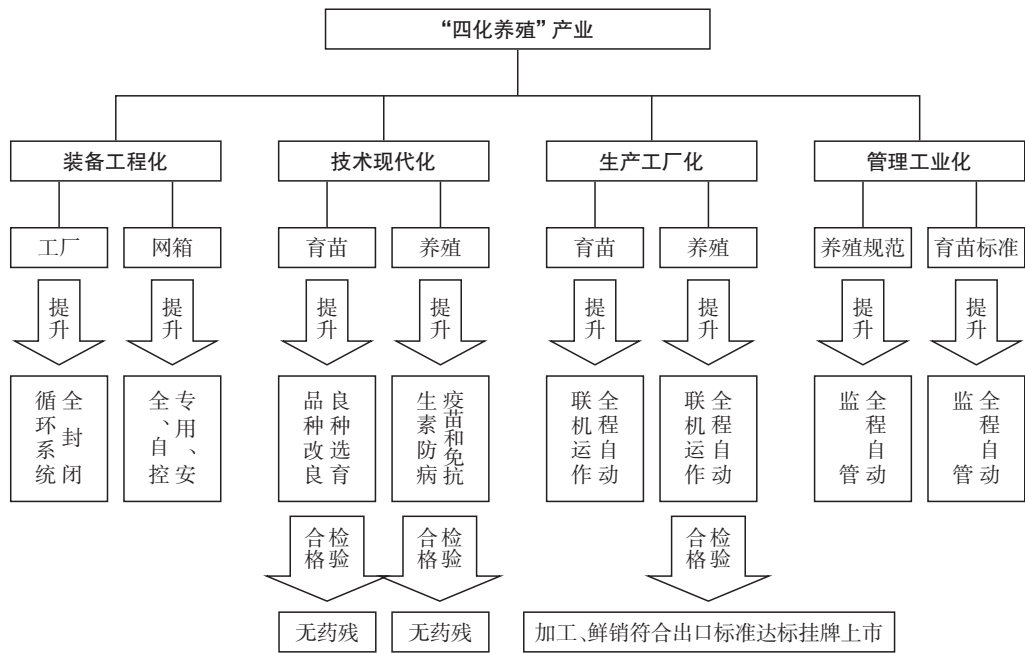 “四化养殖”产业
装备工程化
技术现代化
生产工厂化
管理工业化
工厂
网箱
育苗
养殖
育苗
养殖
养殖规范
育苗标准
提升
提升
提升
提升
提升
提升
提升
提升
全封闭
循环系统
专用、安
全、自控
良种选育
品种改良
疫苗和免抗
生素防病
全程自动
联机运作
全程自动
联机运作
全程自动
监管
全程自动
监管
检验
合格
检验
合格
检验
合格
无药残
无药残
加工、鲜销符合出口标准达标挂牌上市